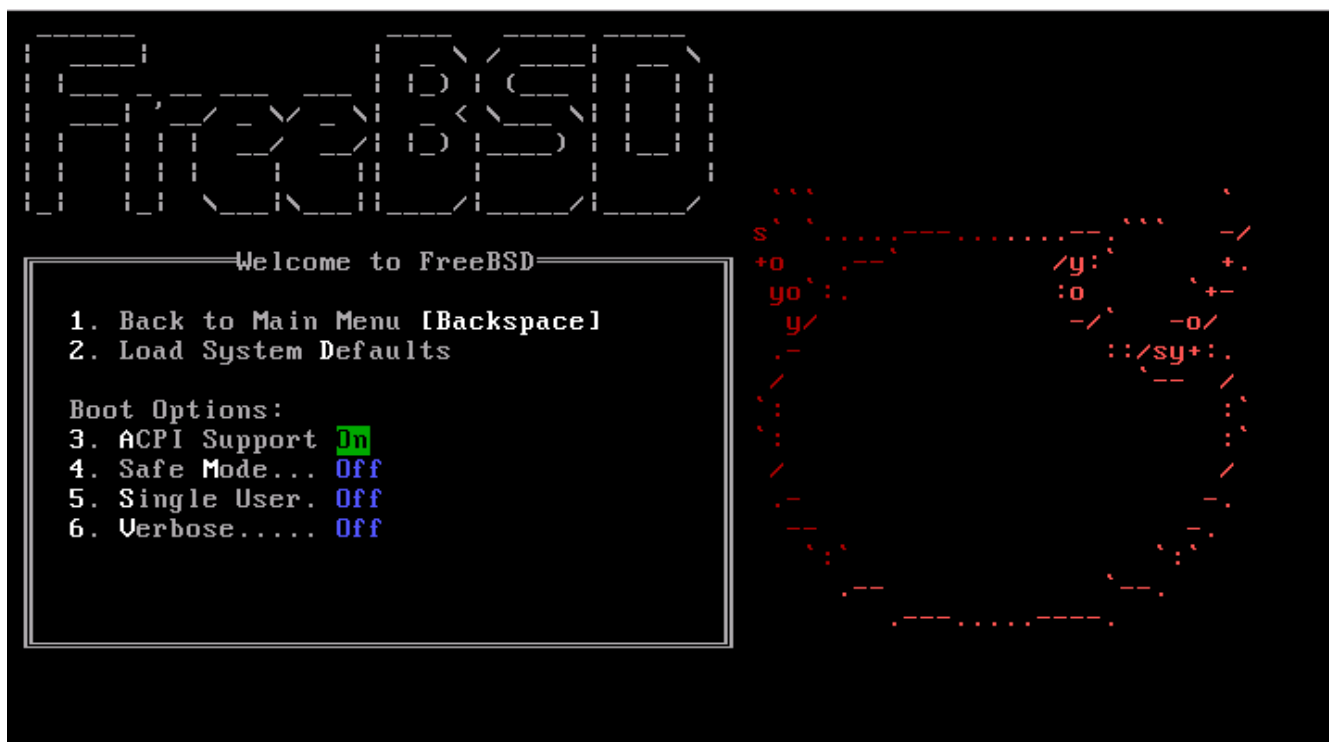 FreeBSD
Welcome to FreeBSD
1. Back to Main Menu [Backspace]
2. Load System Defaults
Boot Options:
3. ACPI Support On
4. Safe Mode... Off
5. Single User. Off
6. Verbose..... Off